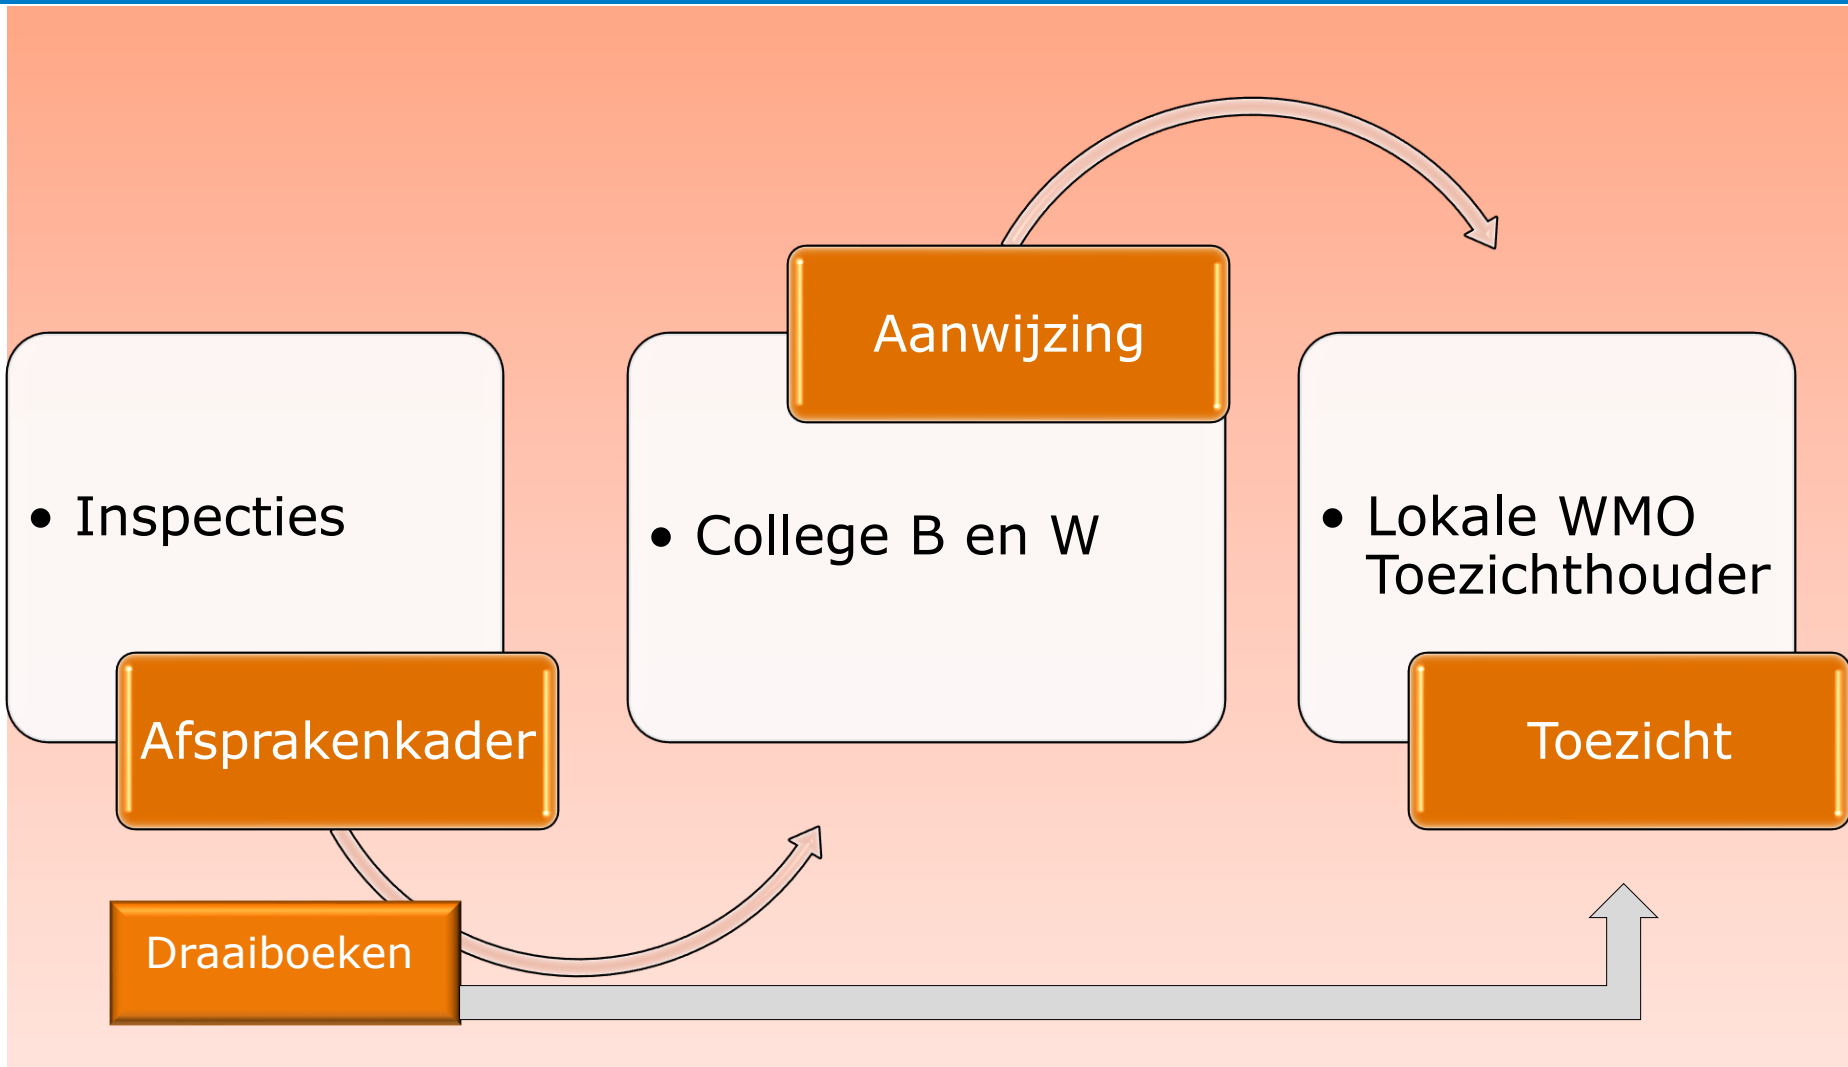 • Inspecties
Afsprakenkader
Draaiboeken
Aanwijzing
• College B en W
• Lokale WMO
Toezichthouder
Toezicht